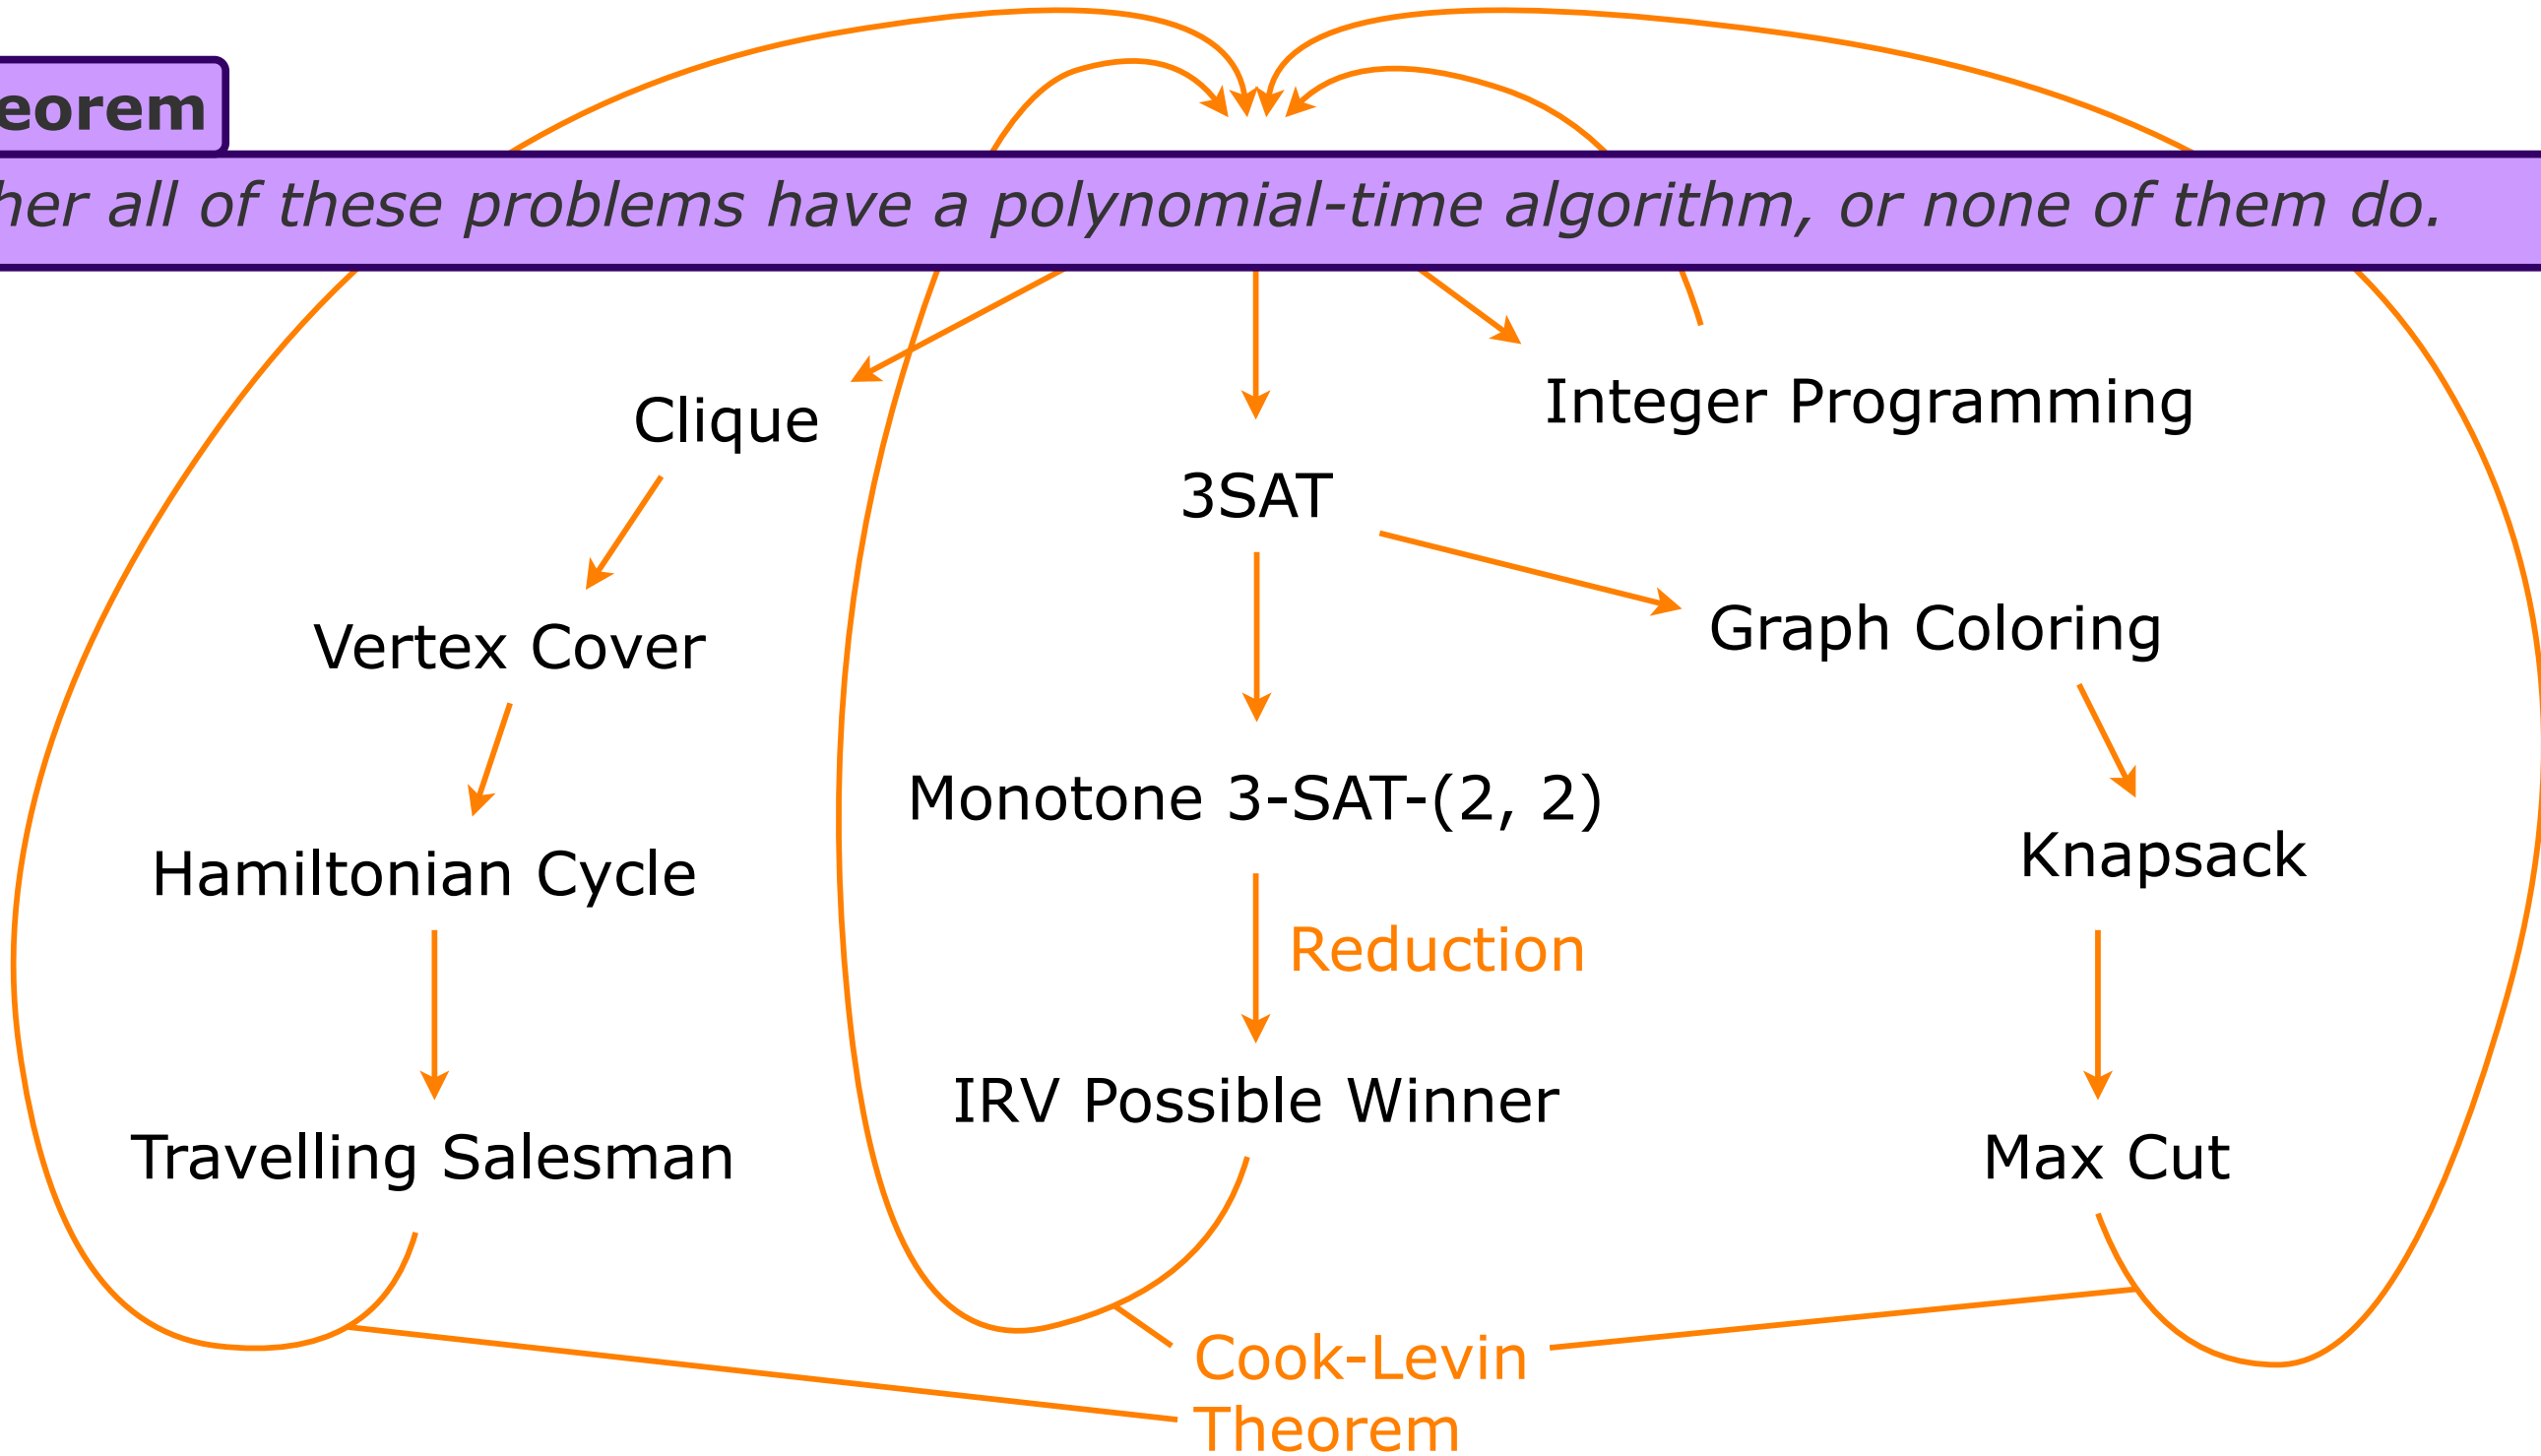 eorem
her all of these problems have a polynomial-time algorithm, or none of them do.
Clique
Integer Programming
3SAT
Vertex Cover
Graph Coloring
Monotone 3-SAT-(2, 2)
Hamiltonian Cycle
Knapsack
Reduction
IRV Possible Winner
Travelling Salesman
Max Cut
Cook-Levin
Theorem